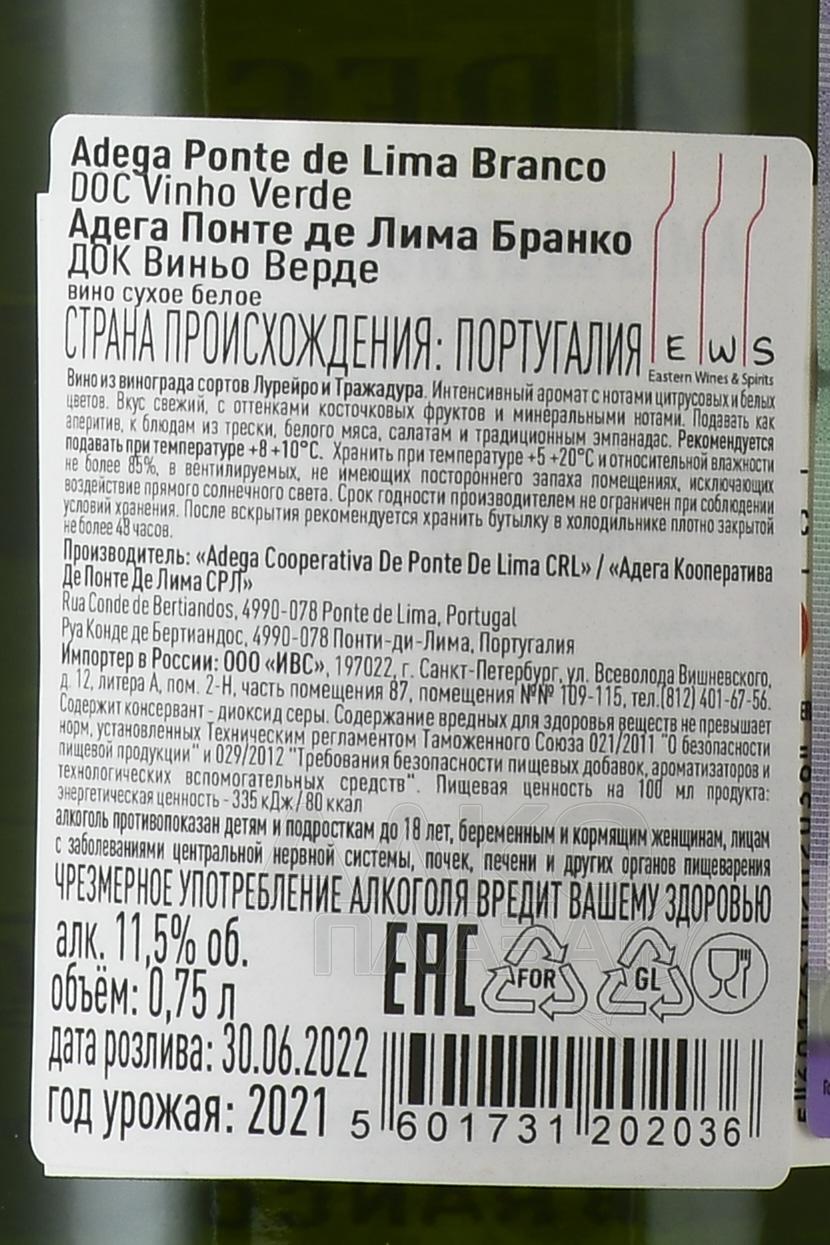 Adega Ponte de Lima Branco
DOC Vinho Verde
Адега Понте де Лима Бранко
ДОК Виньо Верде
вино сухое белое
СТРАНА ПРОИСХОЖДЕНИЯ: ПОРТУГАЛИЯ
E W S
Eastern Wines & Spirits
Вино из винограда сортов Лурейро и Тражадура. Интенсивный аромат с нотами цитрусовых и белых
цветов. Вкус свежий, с оттенками косточковых фруктов и минеральными нотами. Подавать как
аперитив, к блюдам из трески, белого мяса, салатам и традиционным эмпанадас. Рекомендуется
подавать при температуре +8 +10°С. Хранить при температуре +5 +20°С и относительной влажности
не более 85%, в вентилируемых, не имеющих постороннего запаха помещениях, исключающих
воздействие прямого солнечного света. Срок годности производителем не ограничен при соблюдении
условий хранения. После вскрытия рекомендуется хранить бутылку в холодильнике плотно закрытой
не более 48 часов.
Производитель: «Adega Cooperativa De Ponte De Lima CRL» / «Адега Кооператива
Де Понте Де Лима СРЛ»
Rua Conde de Bertiandos, 4990-078 Ponte de Lima, Portugal
Руа Конде де Бертиандос, 4990-078 Понти-ди-Лима, Португалия
Импортер в России: ООО «ИВС», 197022, г. Санкт-Петербург, ул. Всеволода Вишневского,
д. 12, литера А, пом. 2-Н, часть помещения 87, помещения №№ 109-115, тел.(812) 401-67-56.
Содержит консервант - диоксид серы. Содержание вредных для здоровья веществ не превышает
норм, установленных Техническим регламентом Таможенного Союза 021/2011 "О безопасности
пищевой продукции" и 029/2012 "Требования безопасности пищевых добавок, ароматизаторов и
технологических вспомогательных средств". Пищевая ценность на 100 мл продукта:
энергетическая ценность - 335 кДж/ 80 ккал
алкоголь противопоказан детям и подросткам до 18 лет, беременным и кормящим женщинам, лицам
с заболеваниями центральной нервной системы, почек, печени и других органов пищеварения
ЧРЕЗМЕРНОЕ УПОТРЕБЛЕНИЕ АЛКОГОЛЯ ВРЕДИТ ВАШЕМУ ЗДОРОВЬЮ
алк. 11,5% об.
EAC FOR GL
объём: 0,75 л
дата розлива: 30.06.2022
год урожая: 2021
5 601731 202036